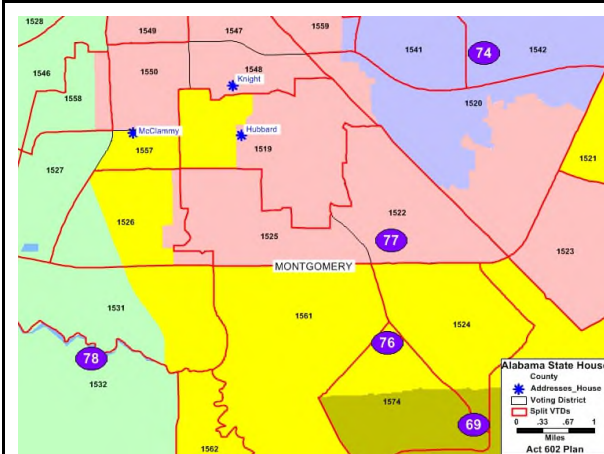 1528
1549
1547
1559
1541
74
1542
1546
1550
1548
Knight
1558
1520
McClammy
Hubbard
1557
1519
1521
1527
1526
1522
1525
77
1523
MONTGOMERY
1531
1561
1524
76
78
1532
1574
69
1562
Alabama State House
County
Addresses_House
Voting District
Split VTDs
0 .33 .67 1
Miles
Act 602 Plan